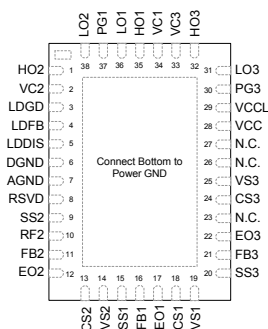 LO2 PG1 LO1 HO1 VC1 VC3 HO3
38 37 36 35 34 33 32
HO2 1
VC2 2
LDGD 3
LDFB 4
LDDIS 5
DGND 6
AGND 7
RSVD 8
SS2 9
RF2 10
FB2 11
EO2 12
Connect Bottom to
Power GND
31 LO3
30 PG3
29 VCCL
28 VCC
27 N.C.
26 N.C.
25 VS3
24 CS3
23 N.C.
22 EO3
21 FB3
20 SS3
13 14 15 16 17 18 19
CS2 VS2 SS1 FB1 EO1 CS1 VS1